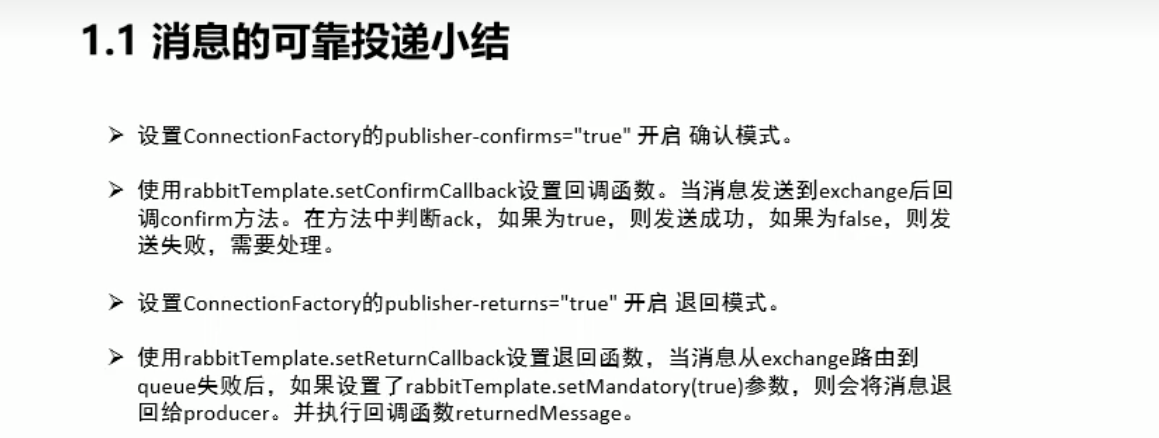 1.1 消息的可靠投递小结
➢ 设置ConnectionFactory的publisher-confirms="true" 开启 确认模式。
➢ 使用rabbitTemplate.setConfirmCallback设置回调函数。当消息发送到exchange后回
调confirm方法。在方法中判断ack，如果为true，则发送成功，如果为false，则发
送失败，需要处理。
➢ 设置ConnectionFactory的publisher-returns="true" 开启 退回模式。
➢ 使用rabbitTemplate.setReturnCallback设置退回函数，当消息从exchange路由到
queue失败后，如果设置了rabbitTemplate.setMandatory(true)参数，则会将消息退
回给producer。并执行回调函数returnedMessage。